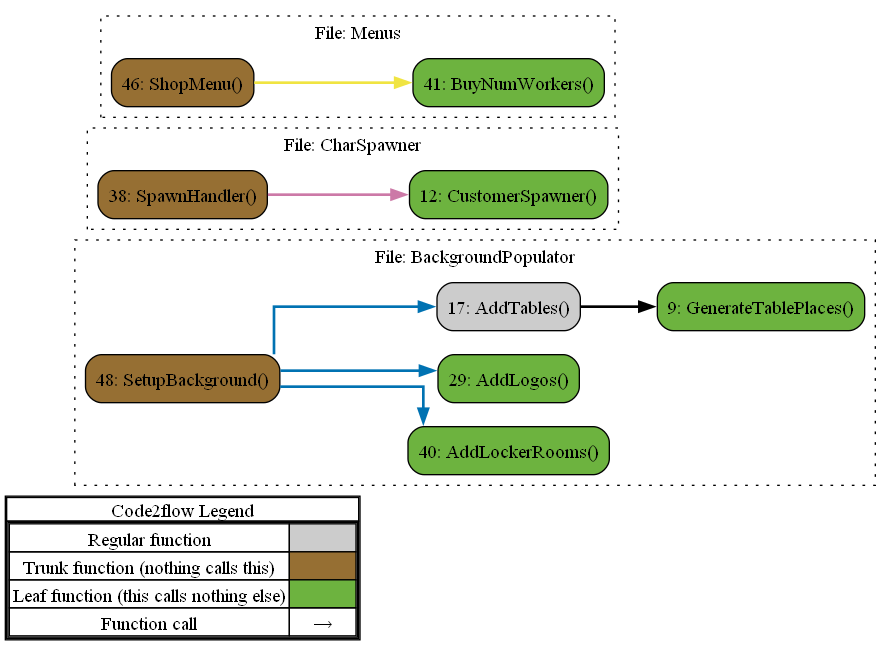 File: Menus
46: ShopMenu()
41: BuyNumWorkers()
File: CharSpawner
38: SpawnHandler()
12: CustomerSpawner()
File: BackgroundPopulator
17: AddTables()
9: GenerateTablePlaces()
48: SetupBackground()
29: AddLogos()
40: AddLockerRooms()
Code2flow Legend
Regular function
Trunk function (nothing calls this)
Leaf function (this calls nothing else)
Function call →